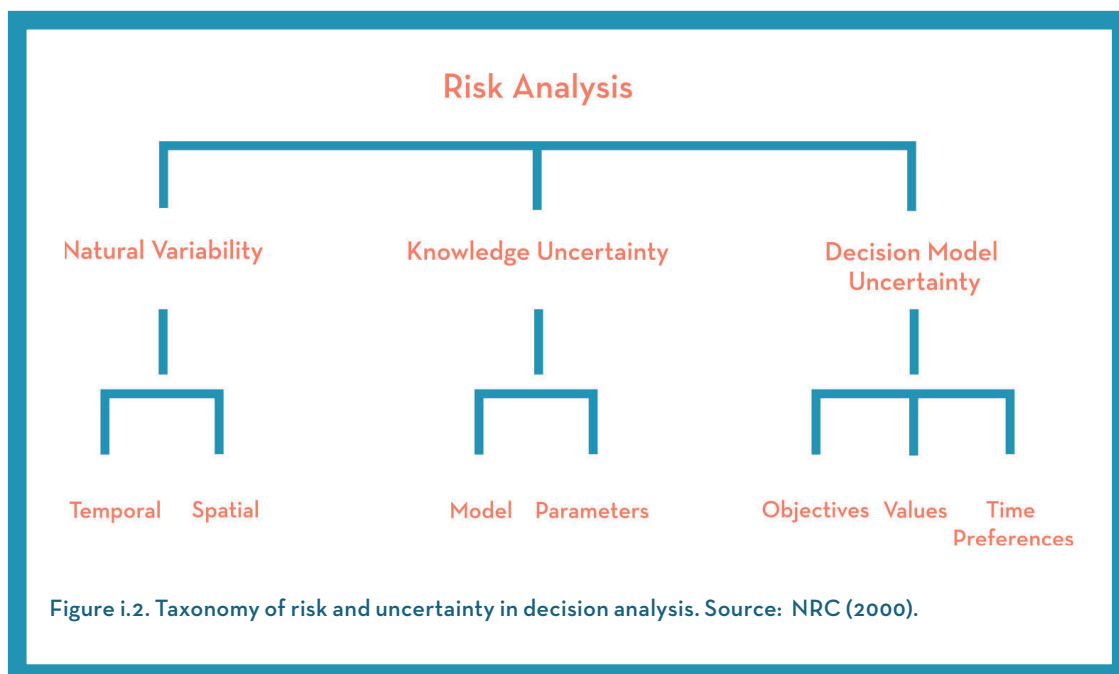 Risk Analysis
Natural Variability
Knowledge Uncertainty
Decision Model
Uncertainty
Temporal
Spatial
Model
Parameters
Objectives
Values
Time
Preferences
Figure i.2. Taxonomy of risk and uncertainty in decision analysis. Source: NRC (2000).